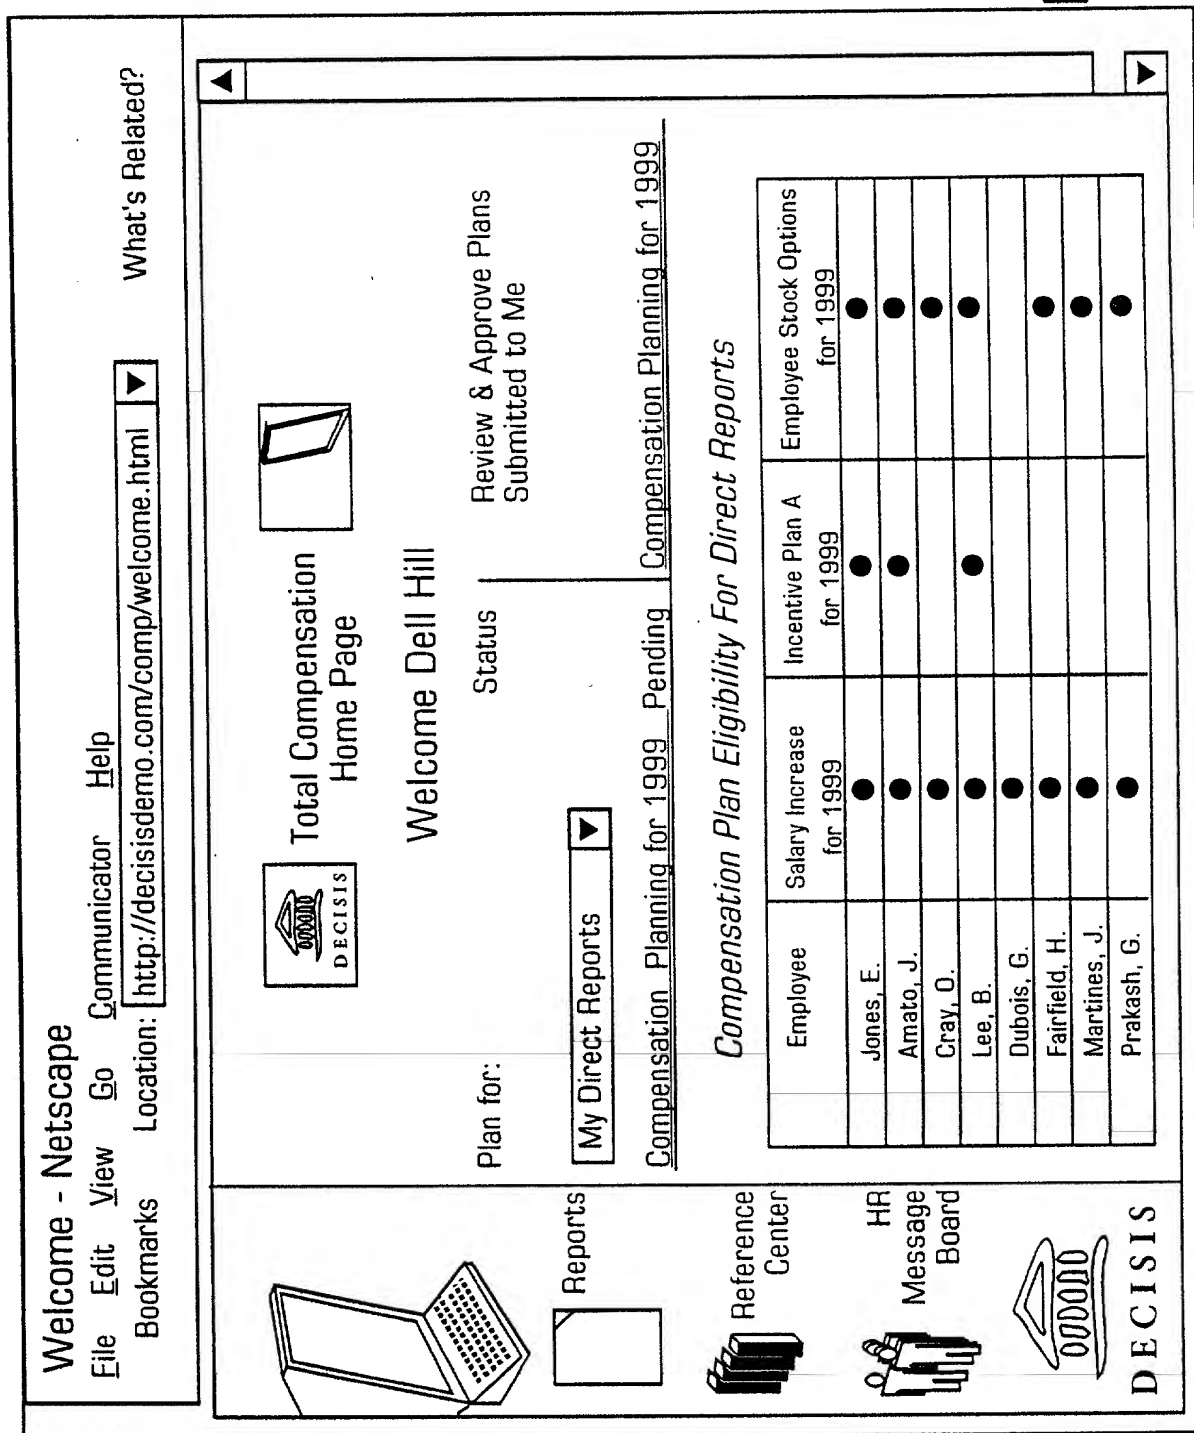 Welcome - Netscape
File Edit View Go Communicator Help
Bookmarks Location: http://decisisdemo.com/comp/welcome.html What's Related?
DECISIS
Total Compensation
Home Page
Welcome Dell Hill
Plan for:
Status
Review & Approve Plans
Submitted to Me
My Direct Reports
Compensation Planning for 1999 Pending
Compensation Planning for 1999
Compensation Plan Eligibility For Direct Reports
Employee
Salary Increase
for 1999
Incentive Plan A
for 1999
Employee Stock Options
for 1999
Jones, E.
Amato, J.
Cray, O.
Lee, B.
Dubois, G.
Fairfield, H.
Martines, J.
Prakash, G.
Reports
Reference
Center
HR
Message
Board
DECISIS